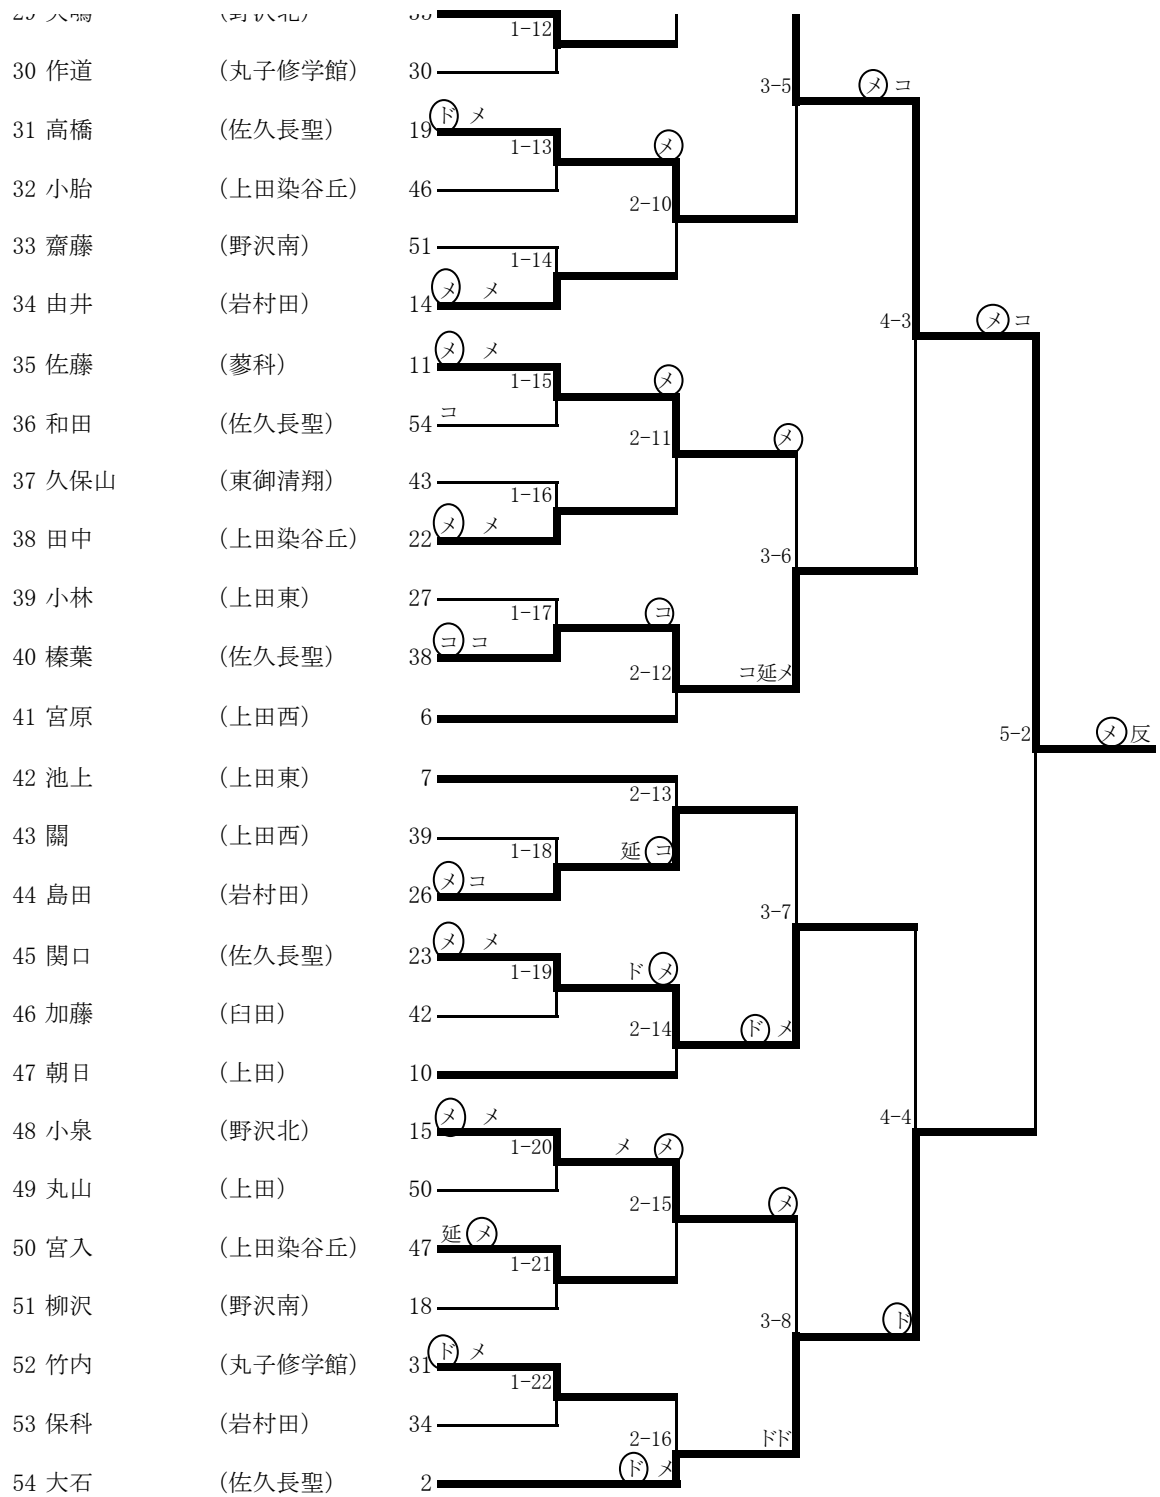 1-12
30 作道 (丸子修学館) 30
3-5 メ コ
31 高橋 (佐久長聖) 19 ド メ
1-13 メ
32 小胎 (上田染谷丘) 46
2-10
33 齋藤 (野沢南) 51
1-14
34 由井 (岩村田) 14 メ メ
4-3 メ コ
35 佐藤 (蓼科) 11 メ メ
1-15 メ
36 和田 (佐久長聖) 54 コ
2-11 メ
37 久保山 (東御清翔) 43
1-16
38 田中 (上田染谷丘) 22 メ メ
3-6
39 小林 (上田東) 27
1-17 コ
40 榛葉 (佐久長聖) 38 コ コ
2-12 コ延メ
41 宮原 (上田西) 6
5-2 メ 反
42 池上 (上田東) 7
2-13
43 關 (上田西) 39
1-18 延 コ
44 島田 (岩村田) 26 メ コ
3-7
45 関口 (佐久長聖) 23 メ メ
1-19 ド メ
46 加藤 (臼田) 42
2-14 ド メ
47 朝日 (上田) 10
4-4
48 小泉 (野沢北) 15 メ メ
1-20 メ メ
49 丸山 (上田) 50
2-15 メ
50 宮入 (上田染谷丘) 47 延 メ
1-21
51 柳沢 (野沢南) 18
3-8 ド
52 竹内 (丸子修学館) 31 ド メ
1-22
53 保科 (岩村田) 34
2-16 ドド
ド メ
54 大石 (佐久長聖) 2